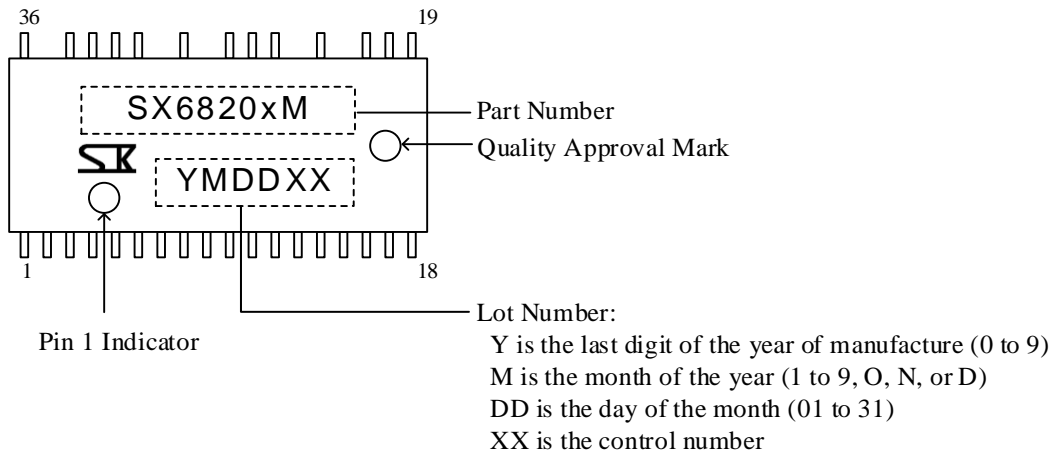 36 19
SX6820xM
Part Number
Quality Approval Mark
SK
YMDDXX
1 18
Pin 1 Indicator
Lot Number:
Y is the last digit of the year of manufacture (0 to 9)
M is the month of the year (1 to 9, O, N, or D)
DD is the day of the month (01 to 31)
XX is the control number